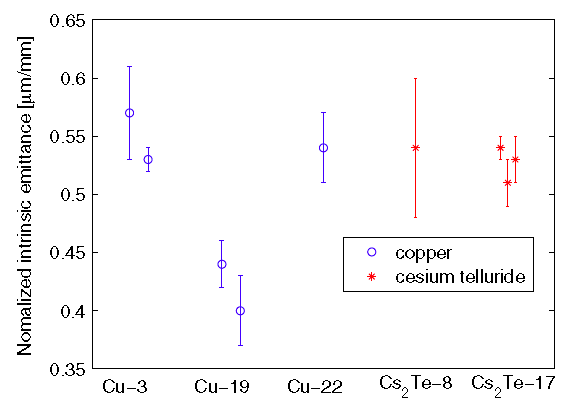 Nomalized intrinsic emittance [µm/mm]
0.65
0.6
0.55
0.5
0.45
0.4
0.35
copper
cesium telluride
Cu−3 Cu−19 Cu−22 Cs₂Te−8 Cs₂Te−17